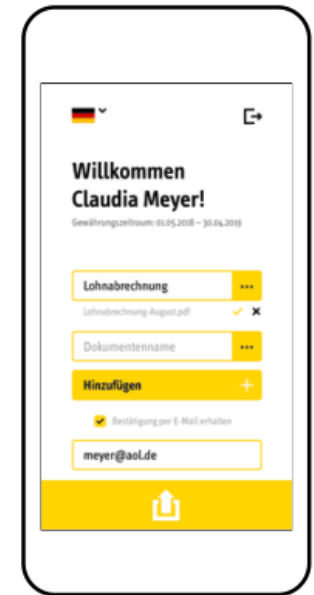 Willkommen
Claudia Meyer!
Gewährungszeitraum: 01.05.2018 – 30.04.2019
Lohnabrechnung
Lohnabrechnung-August.pdf
Dokumentenname
Hinzufügen
Bestätigung per E-Mail erhalten
meyer@aol.de